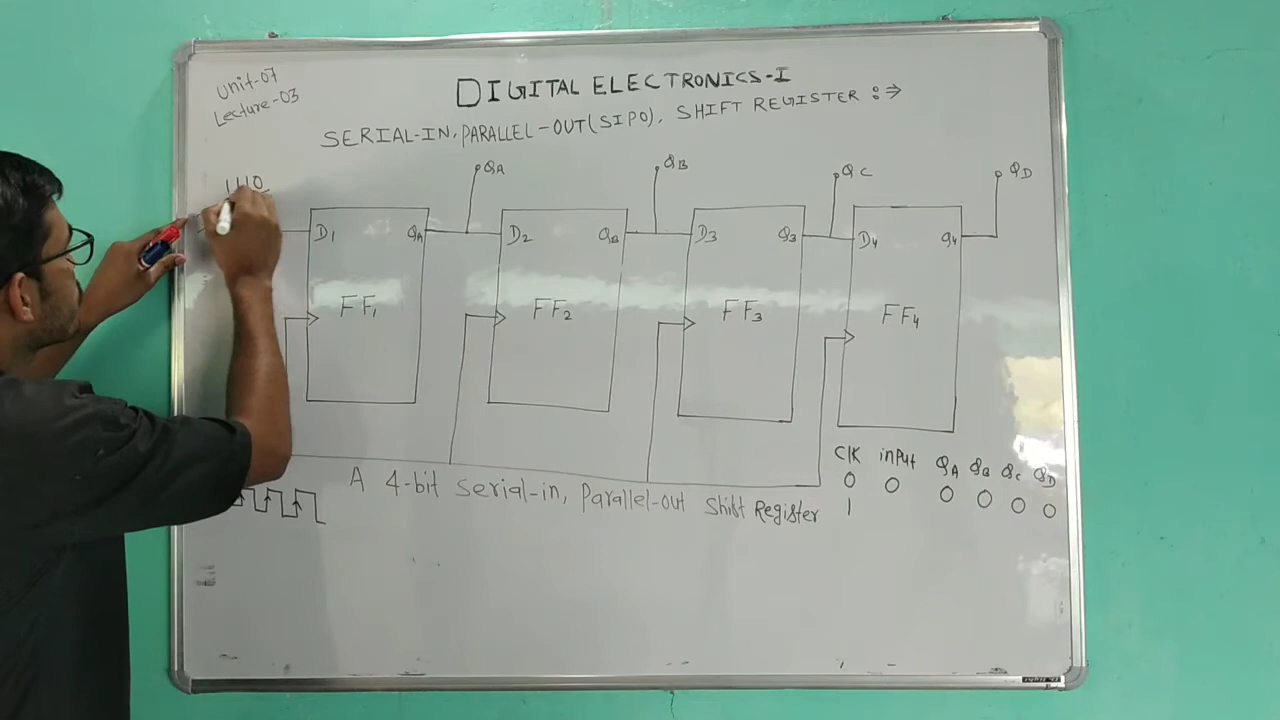 Unit-07
Lecture-03
DIGITAL ELECTRONICS-I
SERIAL-IN, PARALLEL-OUT(SIPO), SHIFT REGISTER :⇒
1110
QA
QB
QC
QD
D1 QA
D2 QB
D3 Q3
D4 Q4
FF1
FF2
FF3
FF4
A 4-bit Serial-in, Parallel-out Shift Register
Clk input QA QB QC QD
0 0 0 0 0 0
1